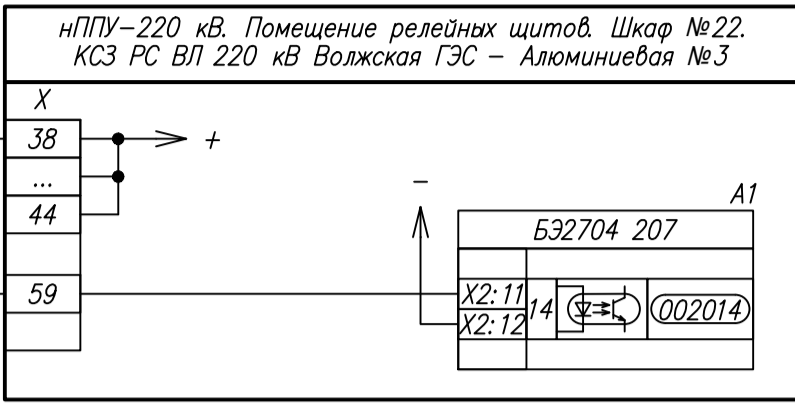 нППУ-220 кВ. Помещение релейных щитов. Шкаф №22.
КСЗ РС ВЛ 220 кВ Волжская ГЭС - Алюминиевая №3
X
38
+
...
44
-
A1
БЭ2704 207
59
X2:11
X2:12
14
002014